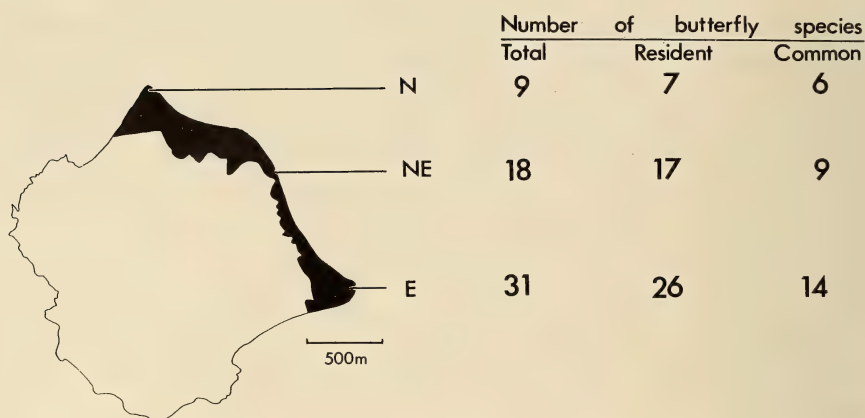 Number of butterfly species
Total Resident Common
N 9 7 6
NE 18 17 9
E 31 26 14
500m